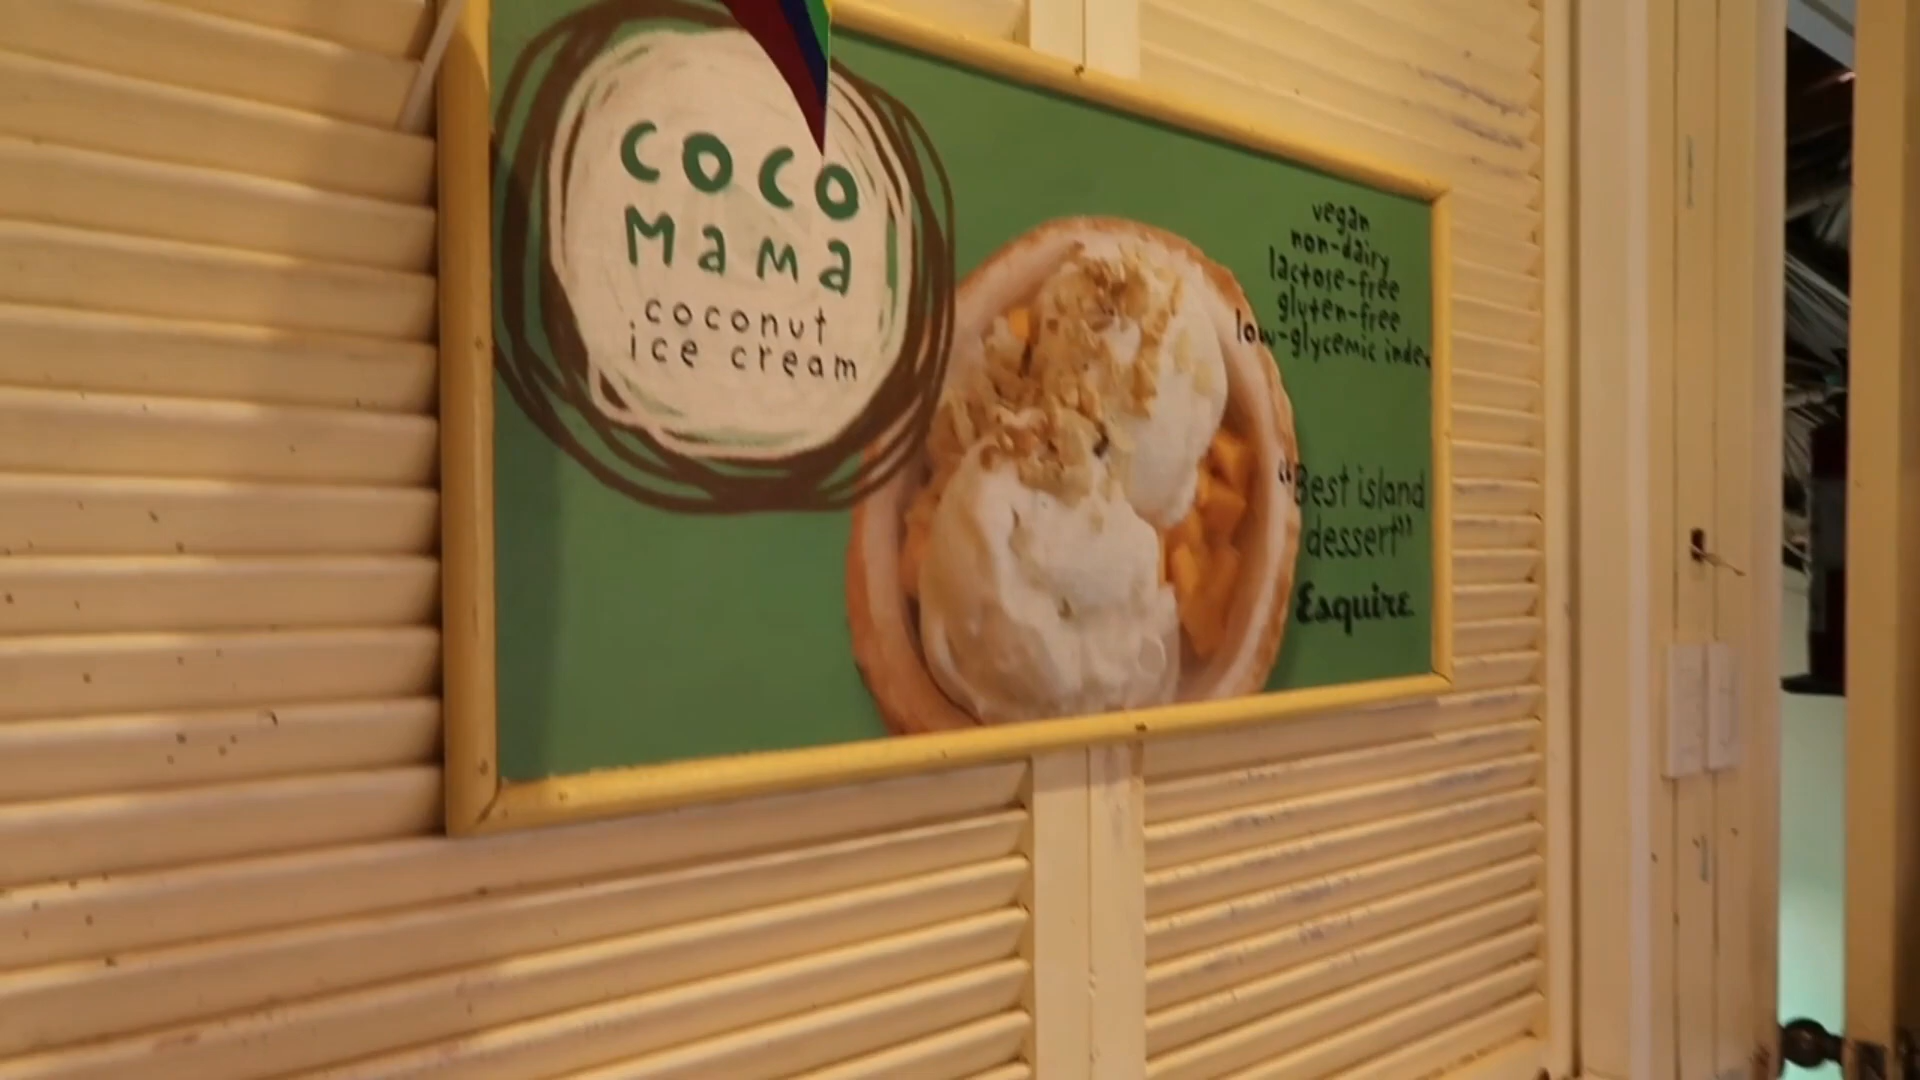 coco
mama
coconut
ice cream
vegan
non-dairy
lactose-free
gluten-free
low-glycemic index
"Best island
dessert"
Esquire